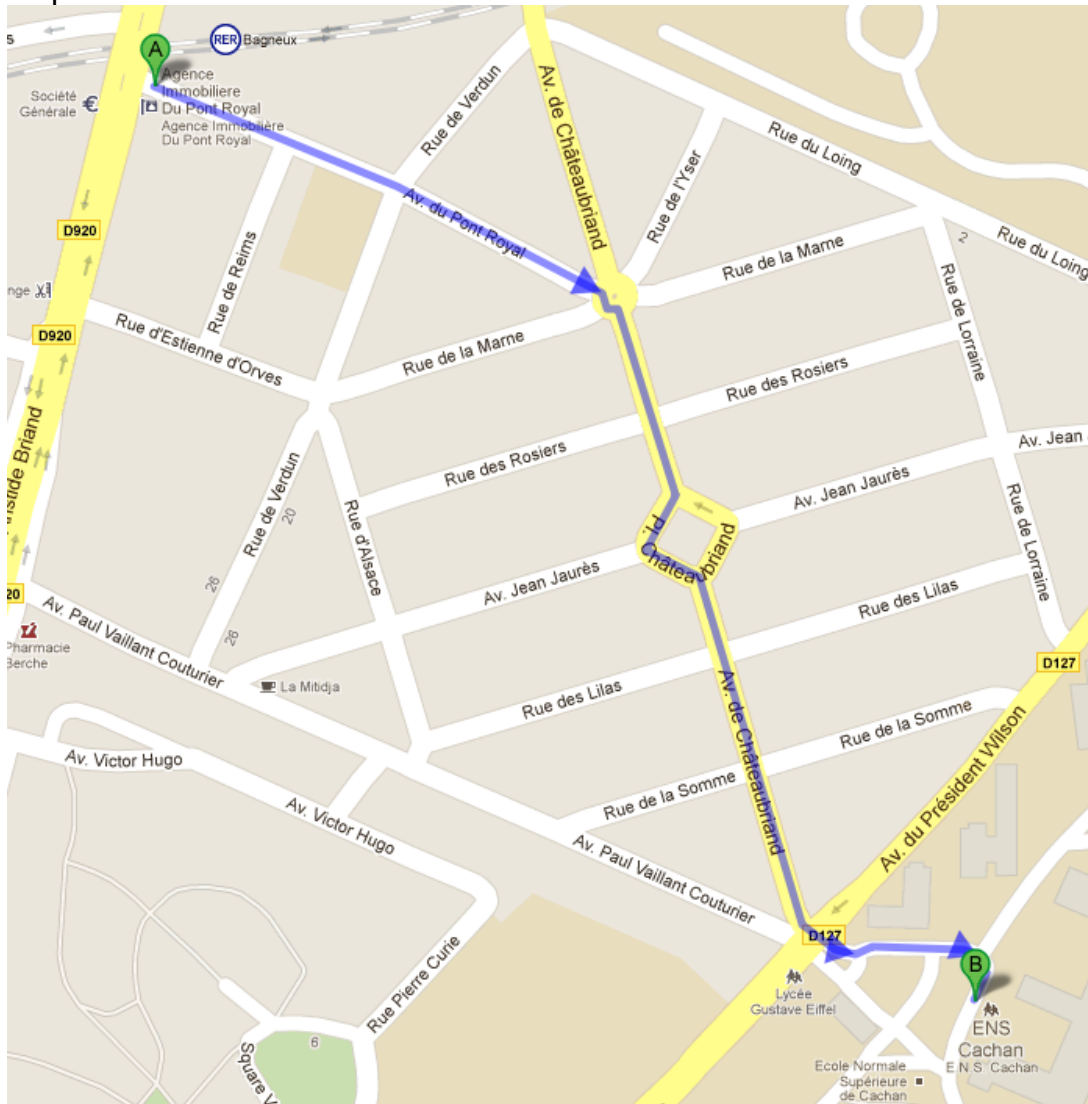 A
RER Bagneux
Agence
Immobiliere
Du Pont Royal
Agence Immobilière
Du Pont Royal
Société
Générale
Rue de Verdun
Av. de Châteaubriand
Rue du Loing
Rue de l'Yser
Av. du Pont Royal
D920
Rue de Reims
Rue de la Marne
2
Rue du Loing
nge
D920
Rue d'Estienne d'Orves
Rue de la Marne
Rue de Lorraine
Rue des Rosiers
Rue des Rosiers
Av. Jean
Briand
Rue de Verdun
20
Av. Jean Jaurès
Rue d'Alsace
Pl.
Châteaubriand
Rue de Lorraine
Av. Jean Jaurès
26
20
Rue des Lilas
Av. Paul Vaillant Couturier
26
Pharmacie
Berche
D127
La Mitidja
Rue des Lilas
Av. de Châteaubriand
Rue de la Somme
Av. Victor Hugo
Av. du Président Wilson
Rue de la Somme
Av. Victor Hugo
Av. Paul Vaillant Couturier
D127
B
Lycée
Gustave Eiffel
Rue Pierre Curie
ENS
Cachan
E.N.S. Cachan
6
Square V
Ecole Normale
Supérieure
de Cachan